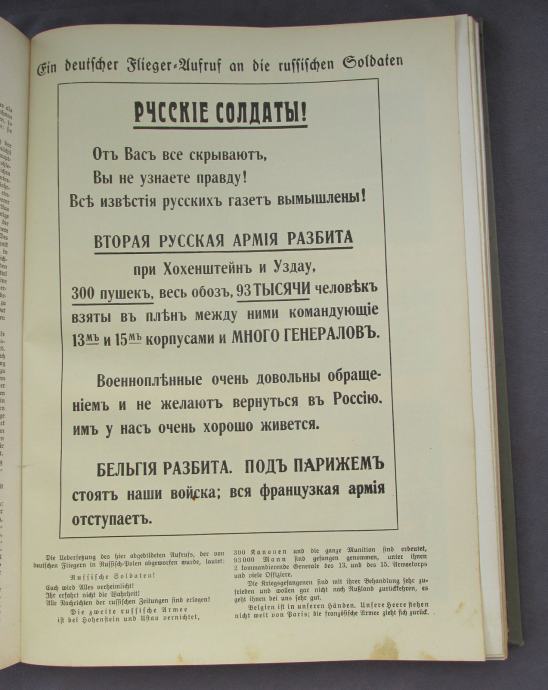 Ein deutscher Flieger-Aufruf an die russischen Soldaten
РЧССКІЕ СОЛДАТЫ!
Отъ Васъ все скрываютъ,
Вы не узнаете правду!
Всѣ извѣстія русскихъ газетъ вымышлены!
ВТОРАЯ РУССКАЯ АРМІЯ РАЗБИТА
при Хохенштейнъ и Уздау,
300 пушекъ, весь обозъ, 93 ТЫСЯЧИ человѣкъ
взяты въ плѣнъ между ними командующіе
13мъ и 15мъ корпусами и МНОГО ГЕНЕРАЛОВЪ.
Военноплѣнные очень довольны обраще-
ніемъ и не желаютъ вернуться въ Россію.
имъ у насъ очень хорошо живется.
БЕЛЬГІЯ РАЗБИТА. ПОДЪ ПАРИЖЕМЪ
стоятъ наши войска; вся французкая армія
отступаетъ.
Die Uebersetzung des hier abgebildeten Aufrufs, der von
deutschen Fliegern in Russisch-Polen abgeworfen wurde, lautet:
Russische Soldaten!
Euch wird Alles verheimlicht!
Ihr erfahrt nicht die Wahrheit!
Alle Nachrichten der russischen Zeitungen sind erlogen!
Die zweite russische Armee
ist bei Hohenstein und Usdau vernichtet,
300 Kanonen und die ganze Munition sind erbeutet,
93000 Mann sind gefangen genommen, unter ihnen
2 kommandierende Generale des 13. und des 15. Armeekorps
und viele Offiziere.
Die Kriegsgefangenen sind mit ihrer Behandlung sehr zu-
frieden und wollen gar nicht nach Rußland zurückkehren, es
geht ihnen bei uns sehr gut.
Belgien ist in unseren Händen. Unsere Heere stehen
nicht weit von Paris; die französische Armee zieht sich zurück.